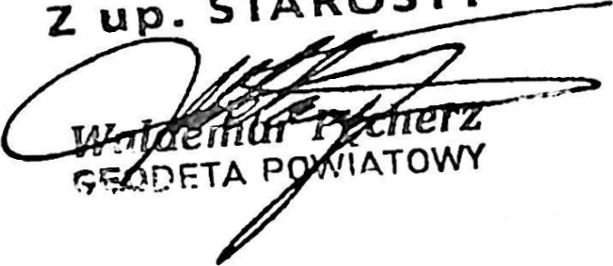 z up. STAROSTY
Waldemar
GEODETA POWIATOWY